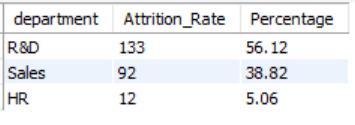 department Attrition_Rate Percentage
R&D 133 56.12
Sales 92 38.82
HR 12 5.06